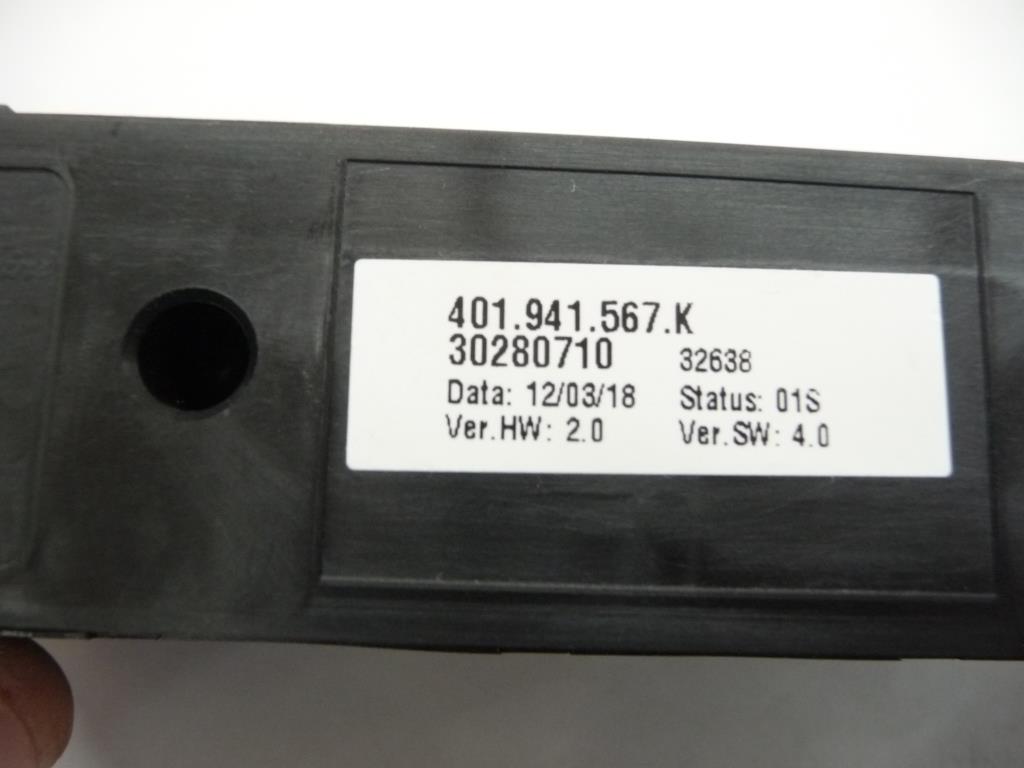 401.941.567.K
30280710 32638
Data: 12/03/18 Status: 01S
Ver.HW: 2.0 Ver.SW: 4.0